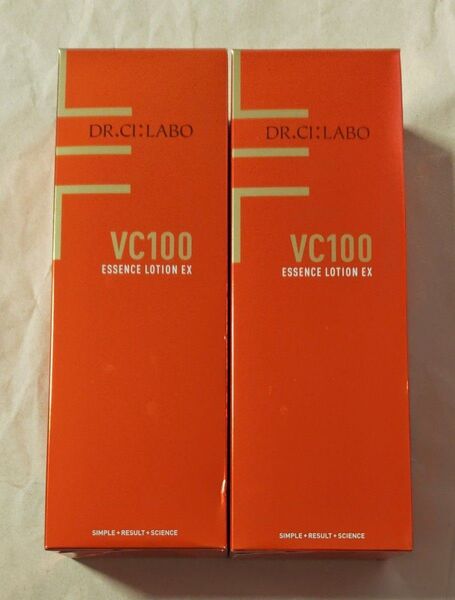 DR.CI:LABO
VC100
ESSENCE LOTION EX
SIMPLE+RESULT+SCIENCE
DR.CI:LABO
VC100
ESSENCE LOTION EX
SIMPLE+RESULT+SCIENCE